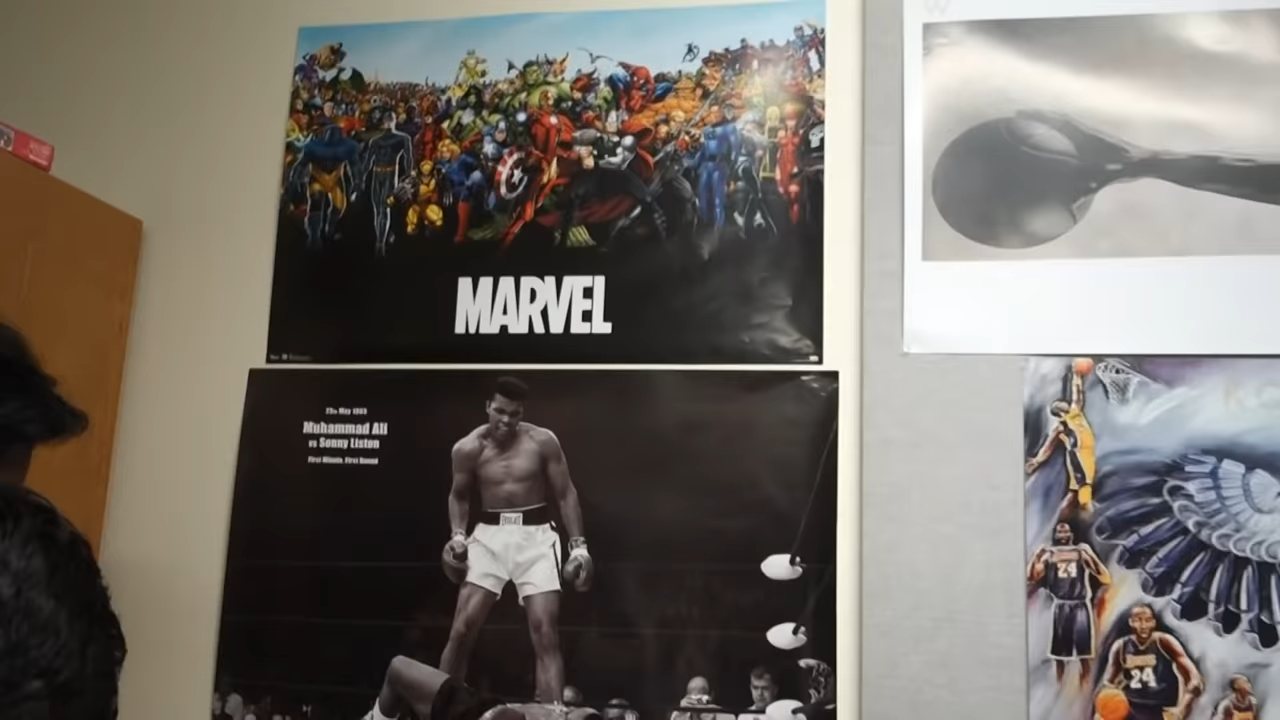 MARVEL
25th May 1965
Muhammad Ali
vs Sonny Liston
First Minute, First Round
EVERLAST
24
24